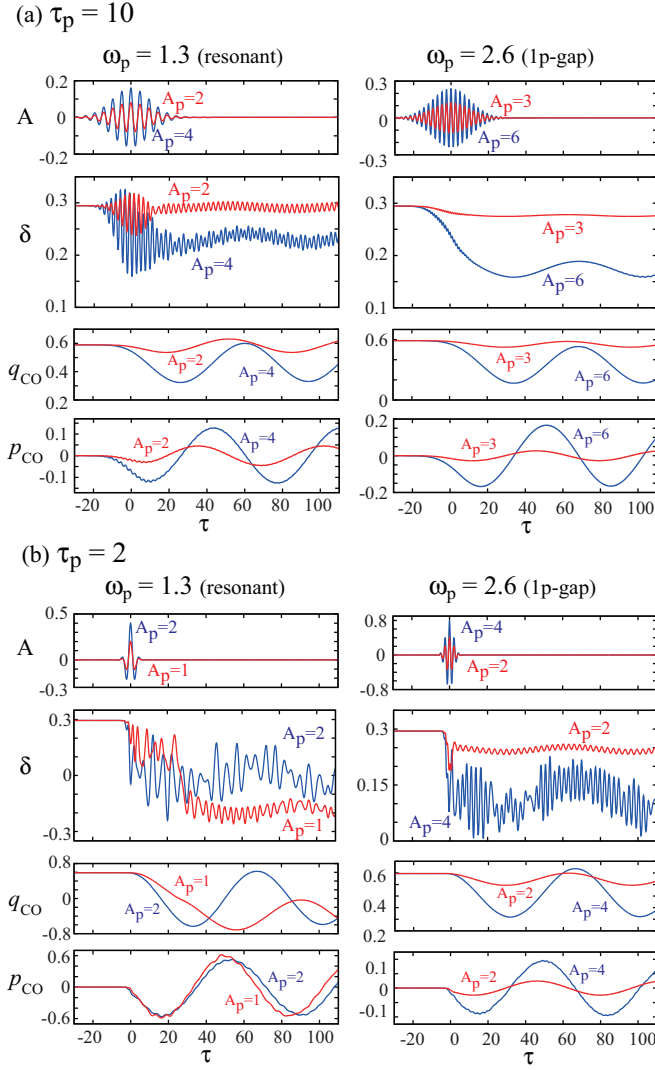 (a) τp = 10
ωp = 1.3 (resonant) ωp = 2.6 (1p-gap)
A 0.2 0 -0.2 Ap=2 Ap=4
0.3 0 -0.3 Ap=3 Ap=6
δ 0.3 0.2 0.1 Ap=2 Ap=4
0.3 0.2 0.1 Ap=3 Ap=6
qCO 0.6 0.4 0.2 Ap=2 Ap=4
0.6 0 Ap=3 Ap=6
pCO 0.1 0 -0.1 Ap=2 Ap=4
0.2 0 -0.2 Ap=3 Ap=6
-20 0 20 40 60 80 100 -20 0 20 40 60 80 100
τ τ
(b) τp = 2
ωp = 1.3 (resonant) ωp = 2.6 (1p-gap)
A 0.5 0 -0.3 Ap=2 Ap=1
0.8 0 -0.8 Ap=4 Ap=2
δ 0.3 0 -0.3 Ap=2 Ap=1
0.3 0.15 0 Ap=2 Ap=4
qCO 0.8 0 -0.8 Ap=1 Ap=2
0.6 0.4 0.2 Ap=2 Ap=4
pCO 0.6 0 -0.6 Ap=2 Ap=1
0.1 0 -0.1 Ap=2 Ap=4
-20 0 20 40 60 80 100 -20 0 20 40 60 80 100
τ τ